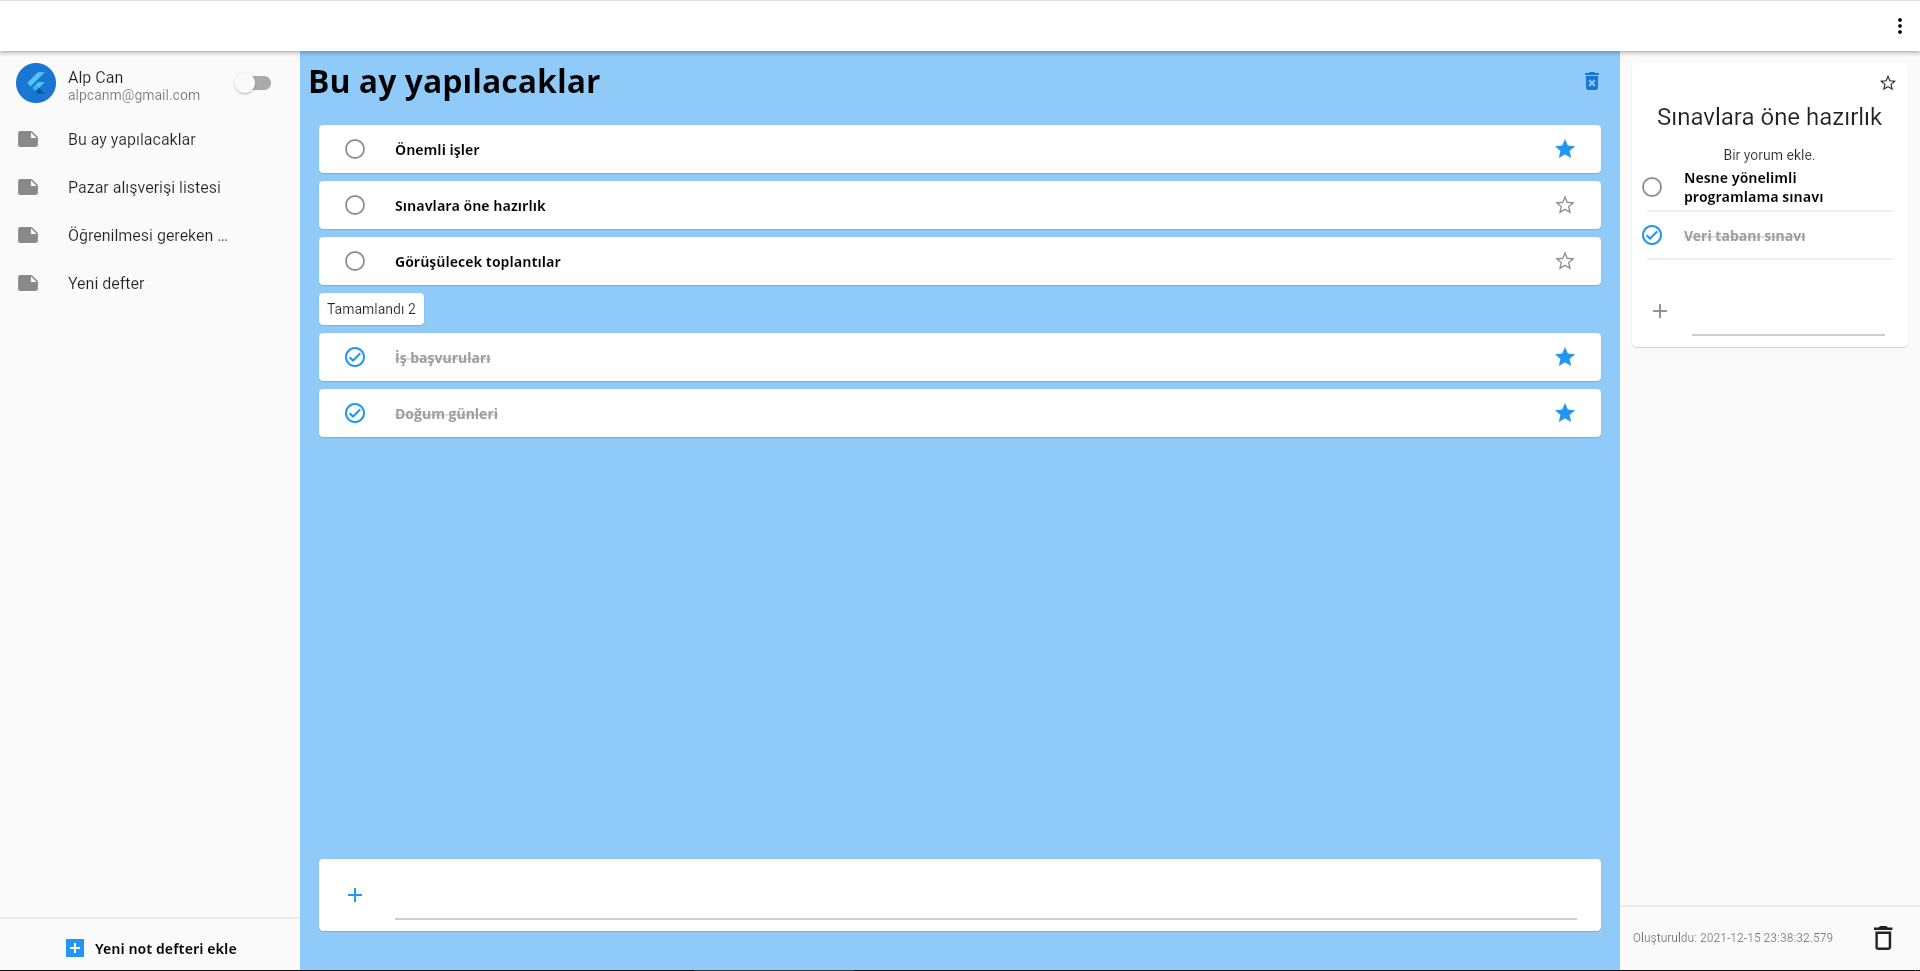 Alp Can
alpcanm@gmail.com
Bu ay yapılacaklar
Pazar alışverişi listesi
Öğrenilmesi gereken ...
Yeni defter
Yeni not defteri ekle
Bu ay yapılacaklar
Önemli işler
Sınavlara öne hazırlık
Görüşülecek toplantılar
Tamamlandı 2
İş başvuruları
Doğum günleri
Sınavlara öne hazırlık
Bir yorum ekle.
Nesne yönelimli
programlama sınavı
Veri tabanı sınavı
Oluşturuldu: 2021-12-15 23:38:32.579